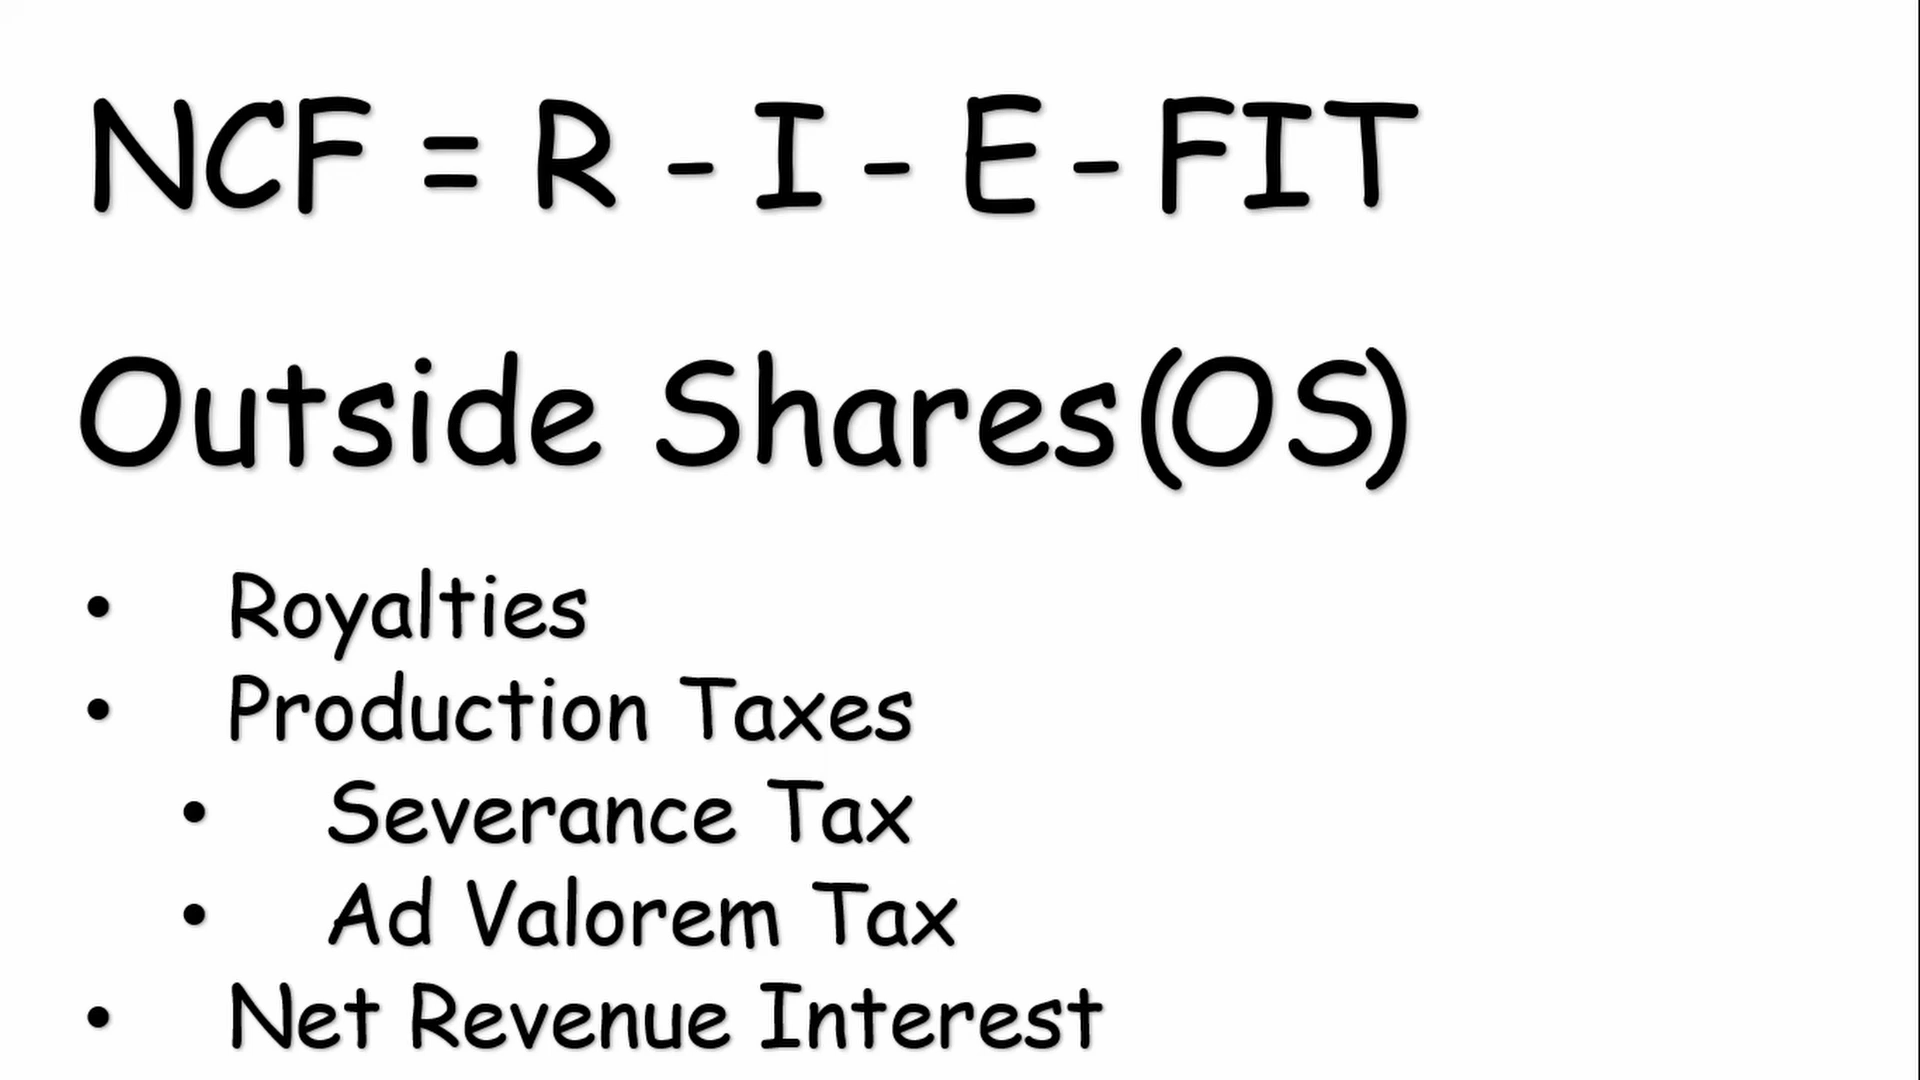 NCF = R - I - E - FIT
Outside Shares(OS)
• Royalties
• Production Taxes
• Severance Tax
• Ad Valorem Tax
• Net Revenue Interest